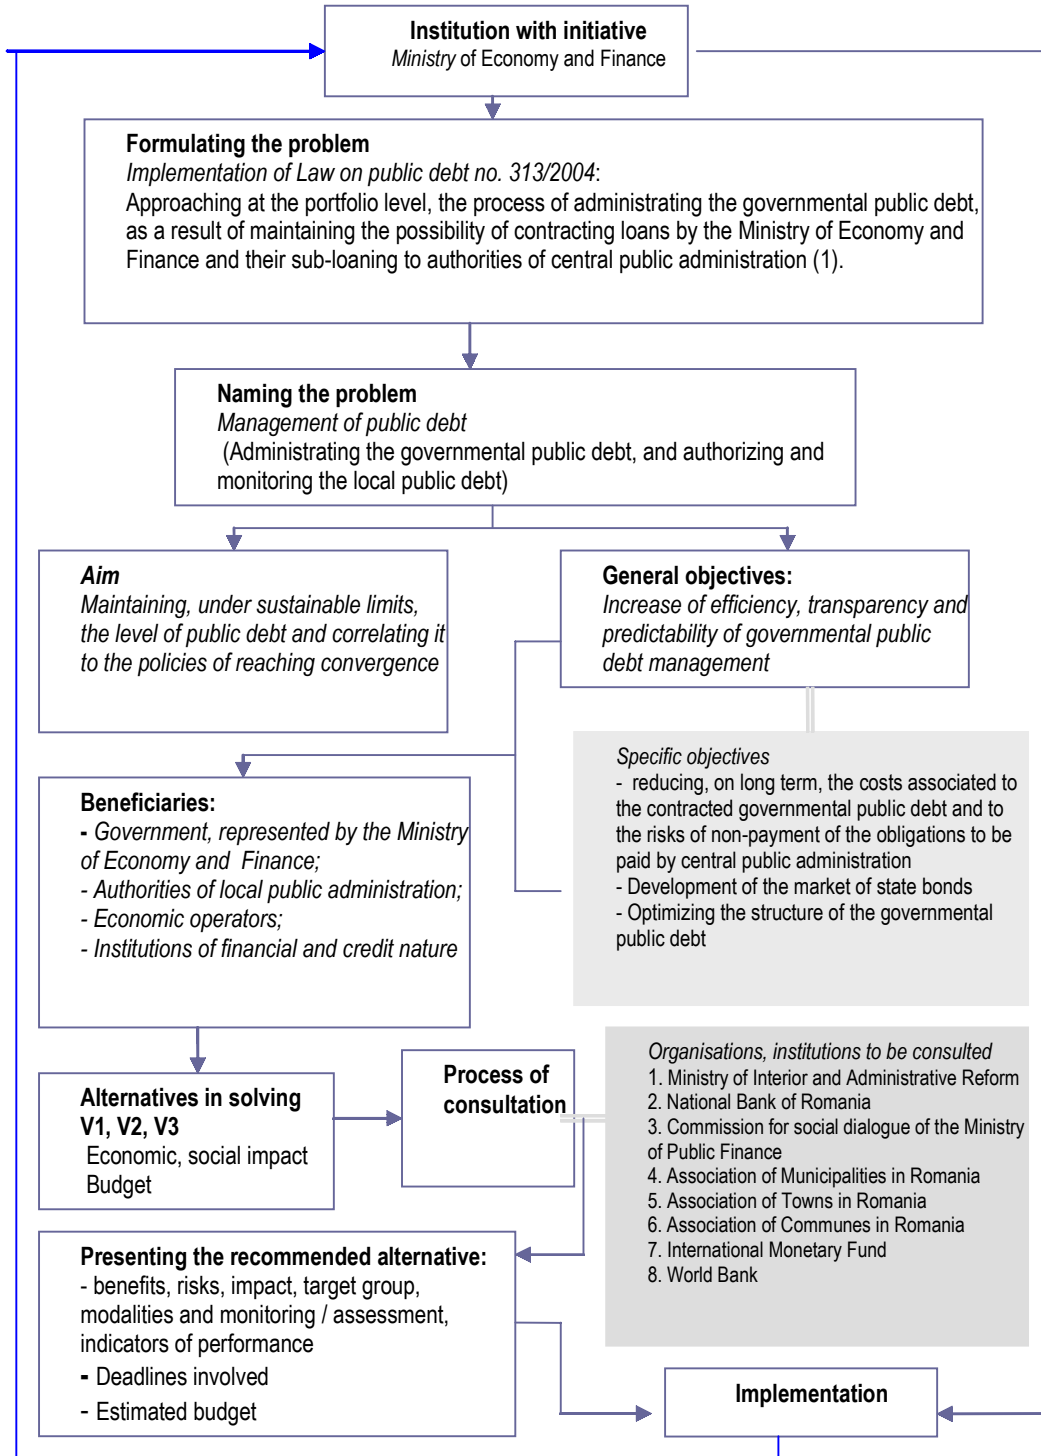 Institution with initiative
Ministry of Economy and Finance
Formulating the problem
Implementation of Law on public debt no. 313/2004:
Approaching at the portfolio level, the process of administrating the governmental public debt,
as a result of maintaining the possibility of contracting loans by the Ministry of Economy and
Finance and their sub-loaning to authorities of central public administration (1).
Naming the problem
Management of public debt
(Administrating the governmental public debt, and authorizing and
monitoring the local public debt)
Aim
Maintaining, under sustainable limits,
the level of public debt and correlating it
to the policies of reaching convergence
General objectives:
Increase of efficiency, transparency and
predictability of governmental public
debt management
Specific objectives
- reducing, on long term, the costs associated to
the contracted governmental public debt and to
the risks of non-payment of the obligations to be
paid by central public administration
- Development of the market of state bonds
- Optimizing the structure of the governmental
public debt
Beneficiaries:
- Government, represented by the Ministry
of Economy and Finance;
- Authorities of local public administration;
- Economic operators;
- Institutions of financial and credit nature
Alternatives in solving
V1, V2, V3
Economic, social impact
Budget
Process of
consultation
Organisations, institutions to be consulted
1. Ministry of Interior and Administrative Reform
2. National Bank of Romania
3. Commission for social dialogue of the Ministry
of Public Finance
4. Association of Municipalities in Romania
5. Association of Towns in Romania
6. Association of Communes in Romania
7. International Monetary Fund
8. World Bank
Presenting the recommended alternative:
- benefits, risks, impact, target group,
modalities and monitoring / assessment,
indicators of performance
- Deadlines involved
- Estimated budget
Implementation